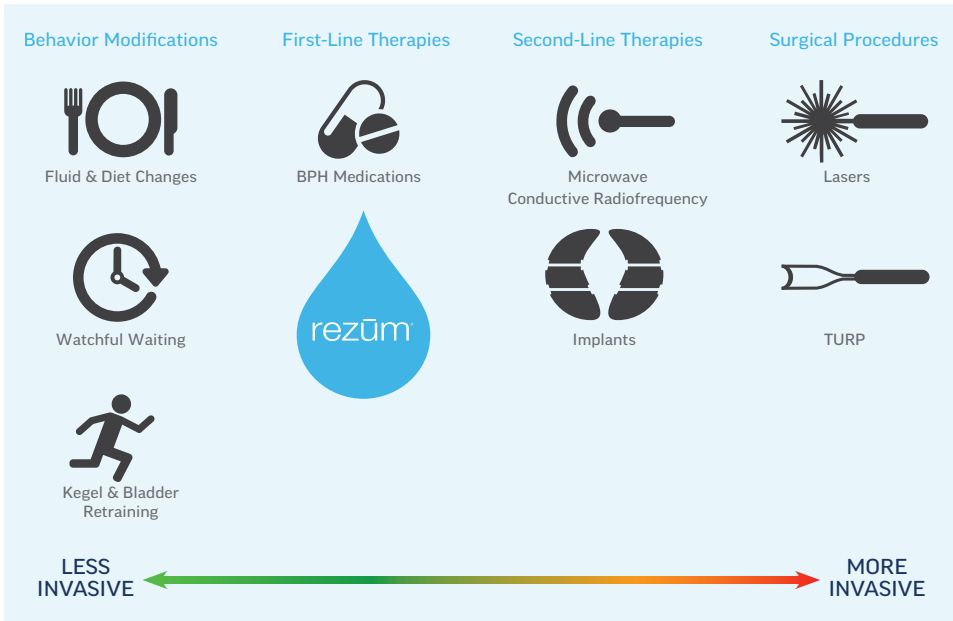 Behavior Modifications
First-Line Therapies
Second-Line Therapies
Surgical Procedures
Fluid & Diet Changes
BPH Medications
Microwave
Conductive Radiofrequency
Lasers
rezūm
Watchful Waiting
Implants
TURP
Kegel & Bladder
Retraining
LESS
INVASIVE
MORE
INVASIVE